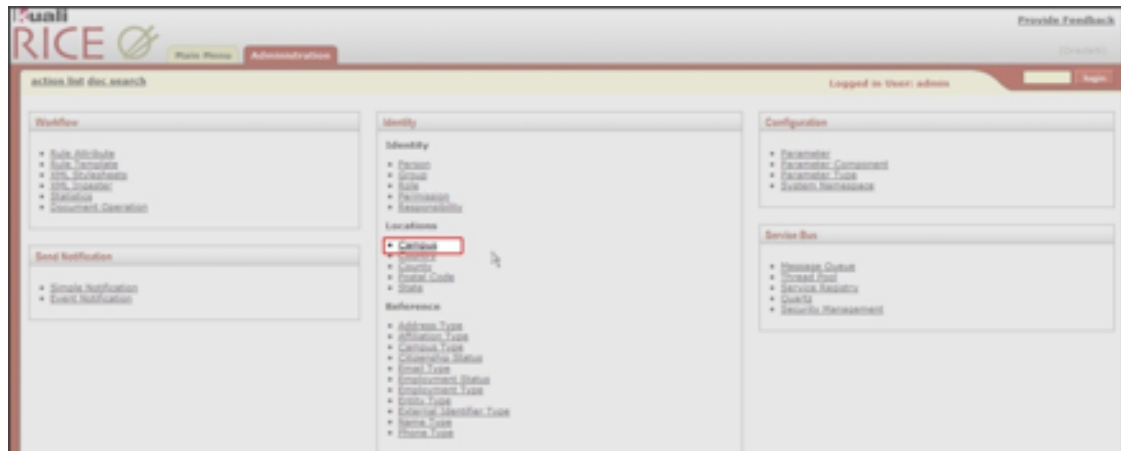 Kuali
RICE
Main Menu
Administration
Provide Feedback
action list doc search
Logged in User: admin
login
Workflow
Rule Attribute
Rule Template
XML Stylesheets
XML Ingester
Statistics
Document Operation
Send Notification
Simple Notification
Event Notification
Identity
Identity
Person
Group
Role
Permission
Responsibility
Locations
Campus
Country
County
Postal Code
State
Reference
Address Type
Affiliation Type
Campus Type
Citizenship Status
Email Type
Employment Status
Employment Type
Entity Type
External Identifier Type
Name Type
Phone Type
Configuration
Parameter
Parameter Component
Parameter Type
System Namespace
Service Bus
Message Queue
Thread Pool
Service Registry
Quartz
Security Management